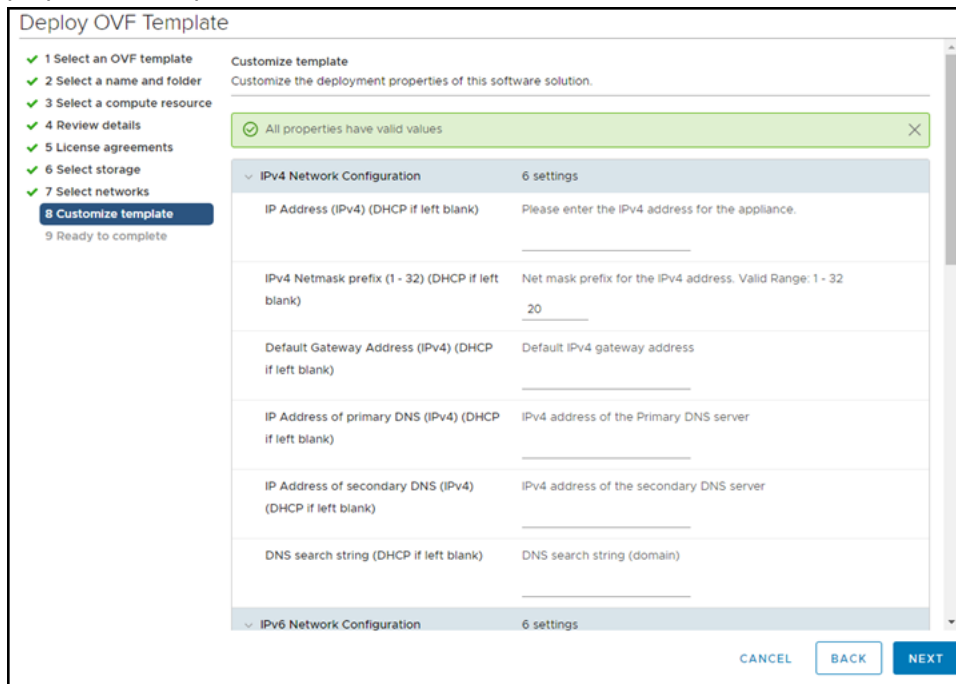 Deploy OVF Template
1 Select an OVF template
2 Select a name and folder
3 Select a compute resource
4 Review details
5 License agreements
6 Select storage
7 Select networks
8 Customize template
9 Ready to complete
Customize template
Customize the deployment properties of this software solution.
All properties have valid values
IPv4 Network Configuration 6 settings
IP Address (IPv4) (DHCP if left blank) Please enter the IPv4 address for the appliance.
IPv4 Netmask prefix (1 - 32) (DHCP if left Net mask prefix for the IPv4 address. Valid Range: 1 - 32
blank)
20
Default Gateway Address (IPv4) (DHCP Default IPv4 gateway address
if left blank)
IP Address of primary DNS (IPv4) (DHCP IPv4 address of the Primary DNS server
if left blank)
IP Address of secondary DNS (IPv4) IPv4 address of the secondary DNS server
(DHCP if left blank)
DNS search string (DHCP if left blank) DNS search string (domain)
IPv6 Network Configuration 6 settings
CANCEL BACK NEXT